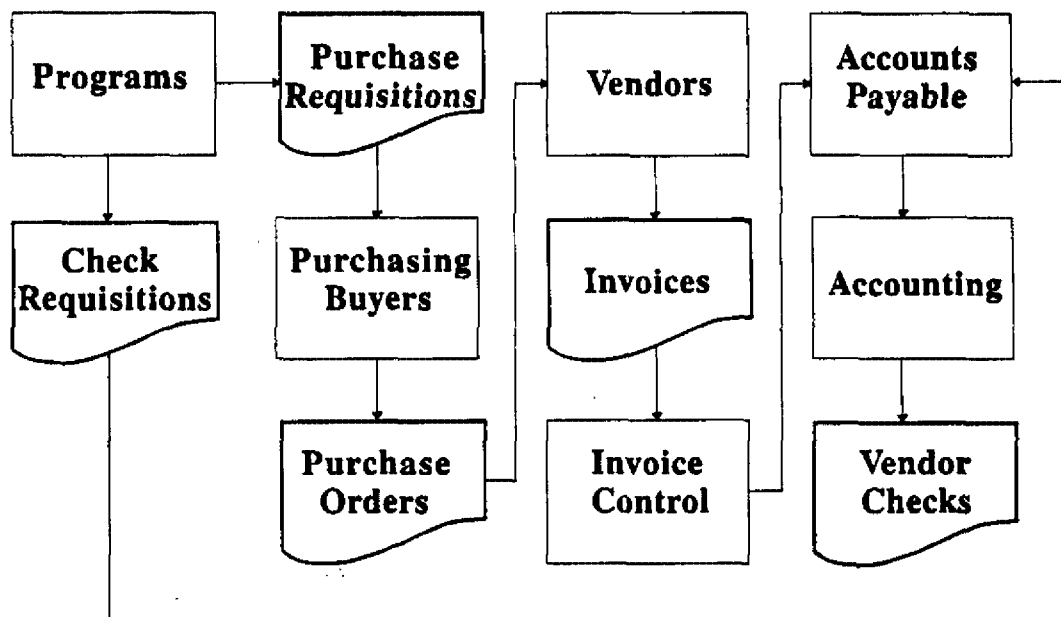 Programs
Purchase
Requisitions
Vendors
Accounts
Payable
Check
Requisitions
Purchasing
Buyers
Invoices
Accounting
Purchase
Orders
Invoice
Control
Vendor
Checks